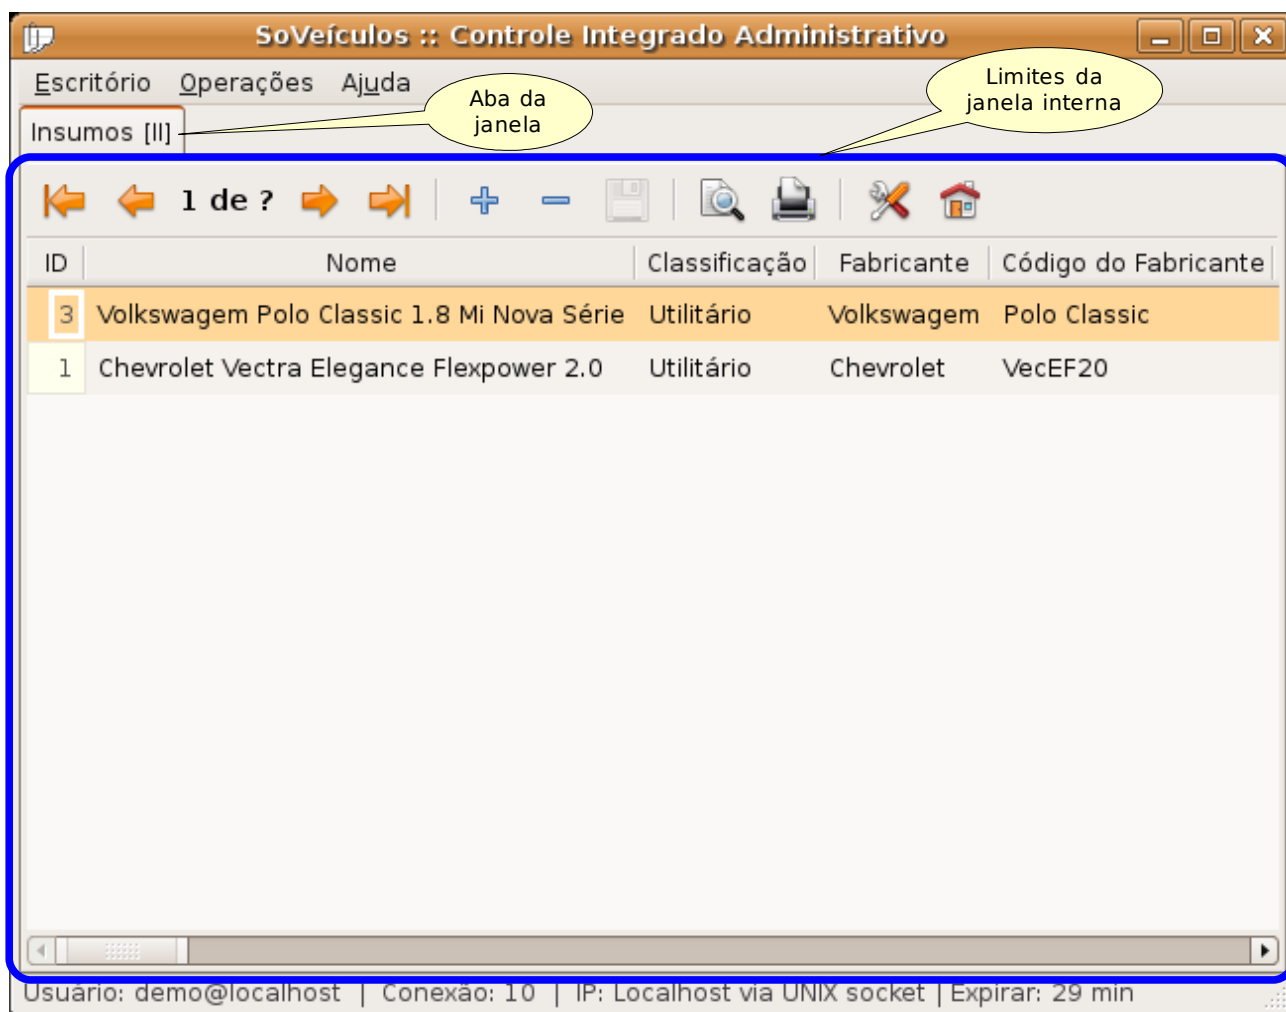 SoVeículos :: Controle Integrado Administrativo
Escritório Operações Ajuda
Aba da
janela
Limites da
janela interna
Insumos [II]
1 de ?
ID Nome Classificação Fabricante Código do Fabricante
3 Volkswagem Polo Classic 1.8 Mi Nova Série Utilitário Volkswagem Polo Classic
1 Chevrolet Vectra Elegance Flexpower 2.0 Utilitário Chevrolet VecEF20
Usuário: demo@localhost | Conexão: 10 | IP: Localhost via UNIX socket | Expirar: 29 min